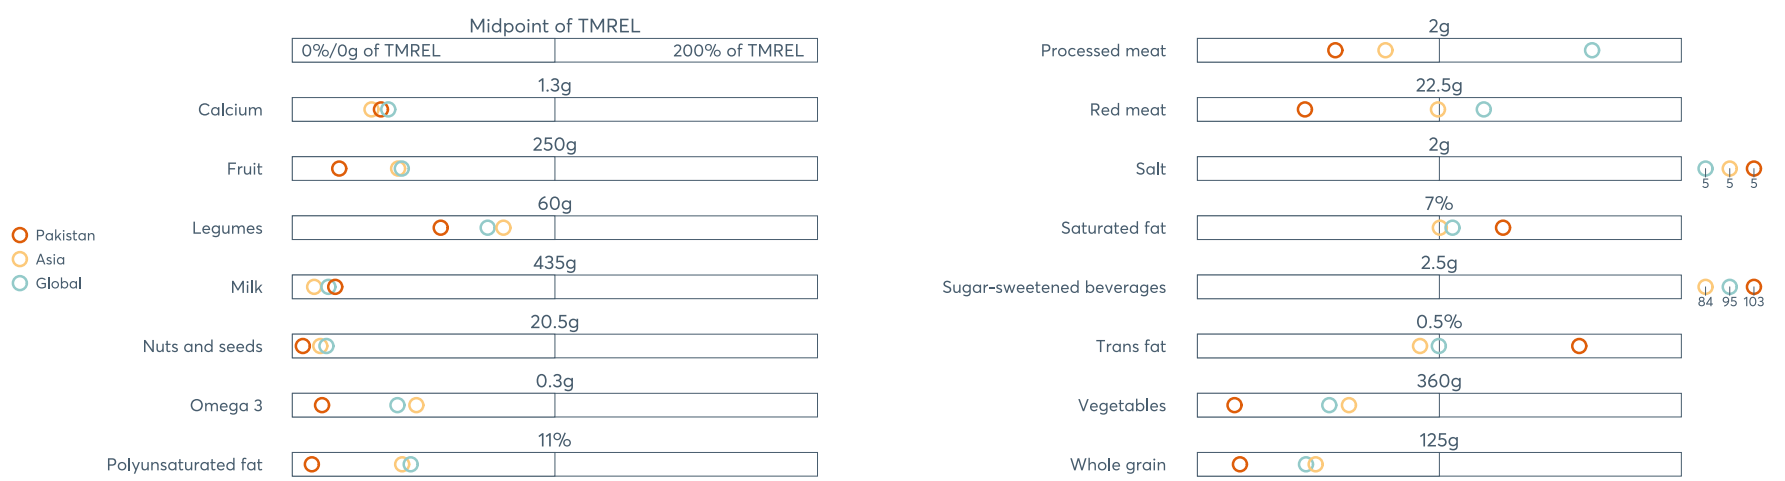 Midpoint of TMREL
0%/0g of TMREL 200% of TMREL
1.3g
Calcium
250g
Fruit
60g
Legumes
435g
Milk
20.5g
Nuts and seeds
0.3g
Omega 3
11%
Polyunsaturated fat
Pakistan
Asia
Global
2g
Processed meat
22.5g
Red meat
2g
Salt
5 5 5
7%
Saturated fat
2.5g
Sugar-sweetened beverages
84 95 103
0.5%
Trans fat
360g
Vegetables
125g
Whole grain